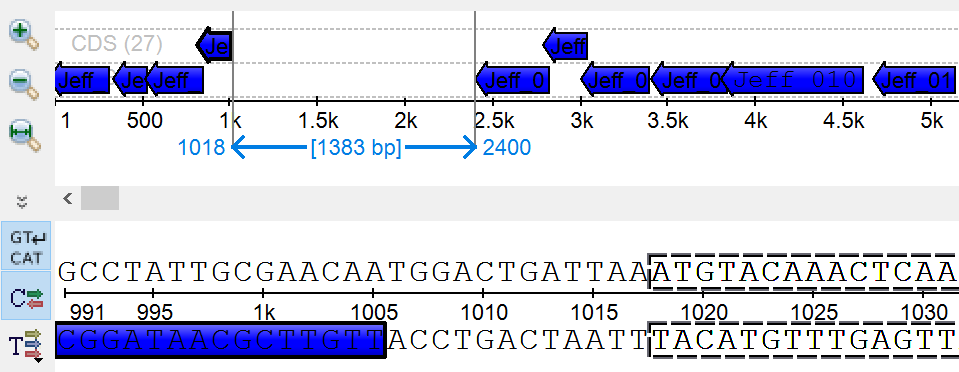 CDS (27) Je Jeff
Jeff Je Jeff Jeff 0 Jeff 0 Jeff 0 Jeff 010 Jeff 01
1 500 1k 1.5k 2k 2.5k 3k 3.5k 4k 4.5k 5k
1018 [1383 bp] 2400
GT
CAT
GCCTATTGCGAACAATGGACTGATTAAATGTACAAACTCAA
C 991 995 1k 1005 1010 1015 1020 1025 1030
T CGGATAACGCTTGTTACCTGACTAATTTACATGTTTGAGTT